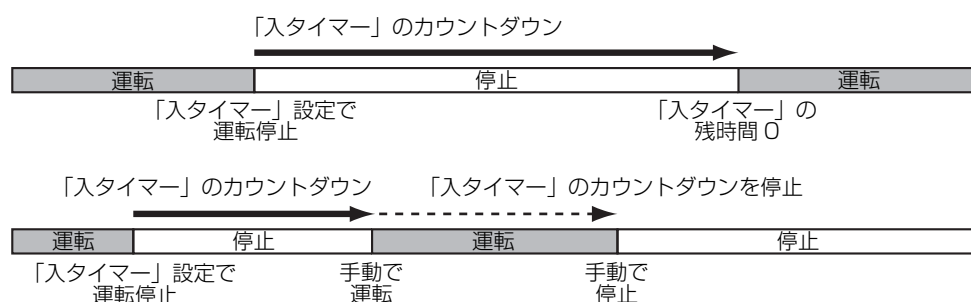 「入タイマー」のカウントダウン
運転 停止 運転
「入タイマー」設定で 「入タイマー」の
運転停止 残時間 0
「入タイマー」のカウントダウン 「入タイマー」のカウントダウンを停止
運転 停止 運転 停止
「入タイマー」設定で 手動で 手動で
運転停止 運転 停止